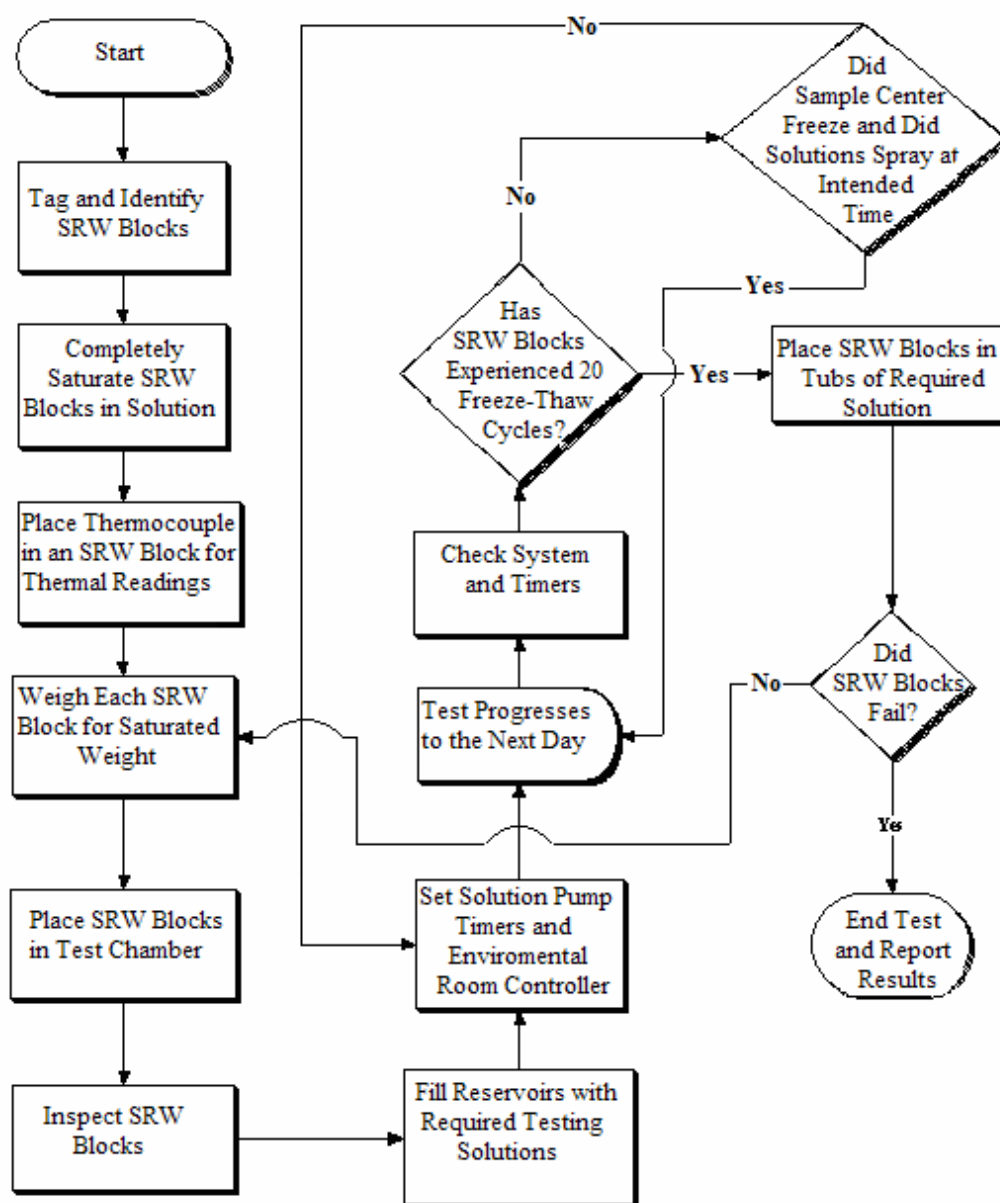 Start
Tag and Identify
SRW Blocks
Completely
Saturate SRW
Blocks in Solution
Place Thermocouple
in an SRW Block for
Thermal Readings
Weigh Each SRW
Block for Saturated
Weight
Place SRW Blocks
in Test Chamber
Inspect SRW
Blocks
Fill Reservoirs with
Required Testing
Solutions
Set Solution Pump
Timers and
Enviromental
Room Controller
Test Progresses
to the Next Day
Check System
and Timers
Has
SRW Blocks
Experienced 20
Freeze-Thaw
Cycles?
No
Yes
Did
Sample Center
Freeze and Did
Solutions Spray at
Intended
Time
No
Yes
Place SRW Blocks in
Tubs of Required
Solution
Did
SRW Blocks
Fail?
No
Yes
End Test
and Report
Results